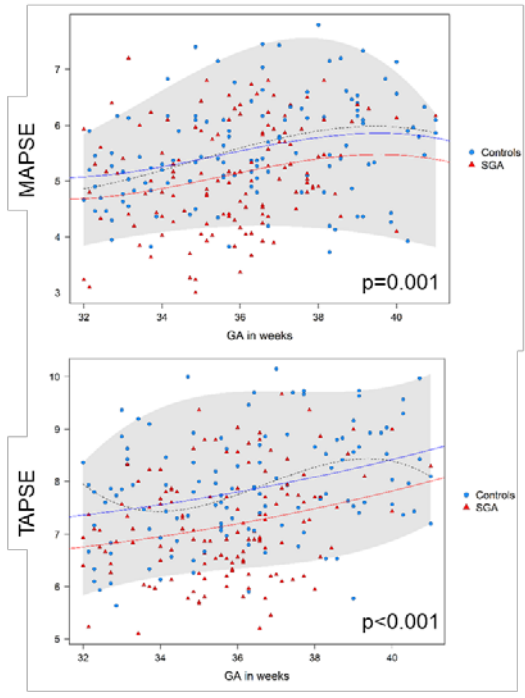 MAPSE
7
6
5
4
3
32 34 36 38 40
GA in weeks
p=0.001
Controls
SGA
TAPSE
10
9
8
7
6
5
32 34 36 38 40
GA in weeks
p<0.001
Controls
SGA